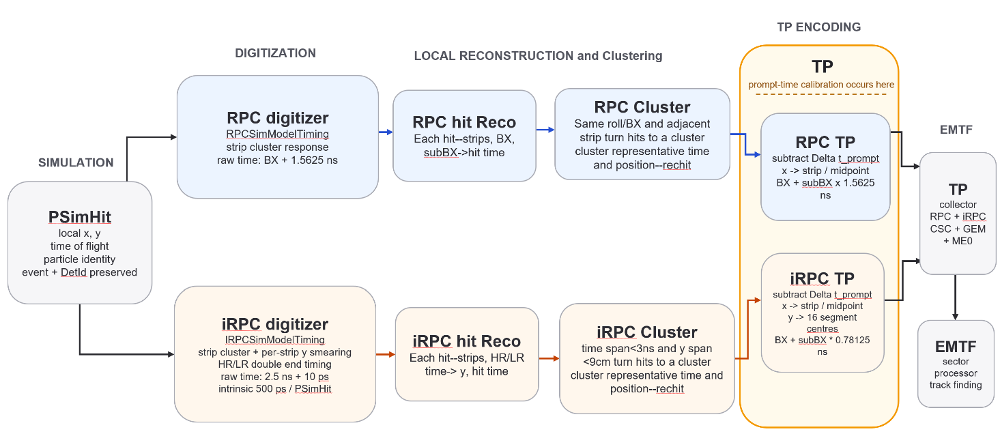 TP ENCODING
DIGITIZATION
LOCAL RECONSTRUCTION and Clustering
TP
prompt-time calibration occurs here
RPC digitizer
RPCSimModelTiming
strip cluster response
raw time: BX + 1.5625 ns
RPC hit Reco
Each hit--strips, BX,
subBX->hit time
RPC Cluster
Same roll/BX and adjacent
strip turn hits to a cluster
cluster representative time
and position--rechit
RPC TP
subtract Delta t_prompt
x -> strip / midpoint
BX + subBX x 1.5625
ns
EMTF
SIMULATION
PSimHit
local x, y
time of flight
particle identity
event + DetId preserved
TP
collector
RPC + iRPC
CSC + GEM
+ ME0
iRPC digitizer
IRPCSimModelTiming
strip cluster + per-strip y smearing
HR/LR double end timing
raw time: 2.5 ns + 10 ps
intrinsic 500 ps / PSimHit
iRPC hit Reco
Each hit--strips, HR/LR
time-> y, hit time
iRPC Cluster
time span<3ns and y span
<9cm turn hits to a cluster
cluster representative time and
position--rechit
iRPC TP
subtract Delta t_prompt
x -> strip / midpoint
y -> 16 segment
centres
BX + subBX * 0.78125
ns
EMTF
sector
processor
track finding